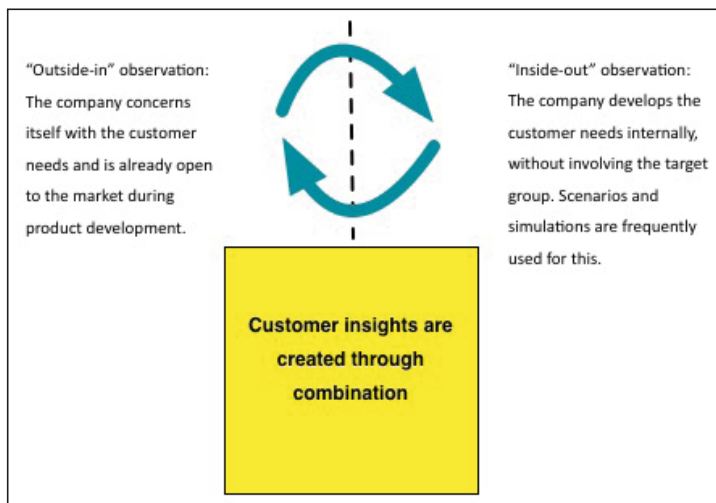 “Outside-in” observation:
The company concerns
itself with the customer
needs and is already open
to the market during
product development.
“Inside-out” observation:
The company develops the
customer needs internally,
without involving the target
group. Scenarios and
simulations are frequently
used for this.
Customer insights are
created through
combination